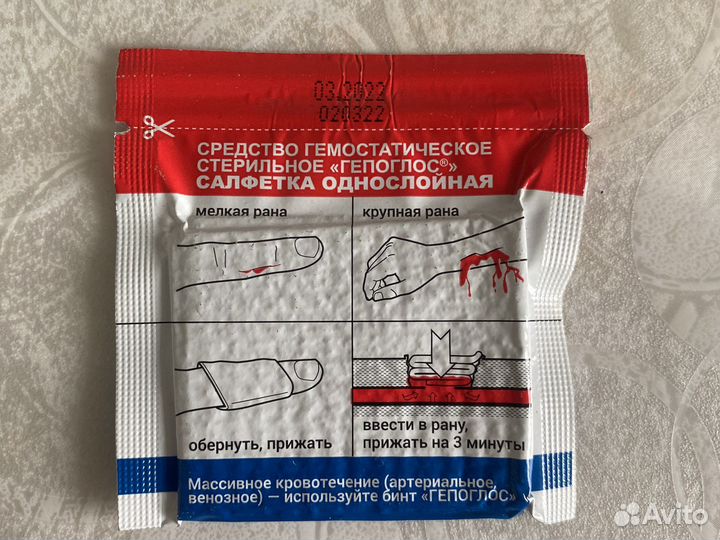 03.2022
020322
СРЕДСТВО ГЕМОСТАТИЧЕСКОЕ
СТЕРИЛЬНОЕ «ГЕПОГЛОС®»
САЛФЕТКА ОДНОСЛОЙНАЯ
мелкая рана
крупная рана
обернуть, прижать
ввести в рану,
прижать на 3 минуты
Массивное кровотечение (артериальное,
венозное) — используйте бинт «ГЕПОГЛОС»
Avito